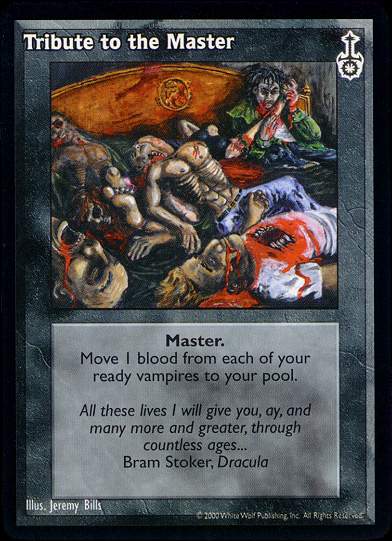 Tribute to the Master
Master.
Move 1 blood from each of your
ready vampires to your pool.
All these lives I will give you, ay, and
many more and greater, through
countless ages...
Bram Stoker, Dracula
Illus. Jeremy Bills
© 2000 White Wolf Publishing, Inc. All Rights Reserved.